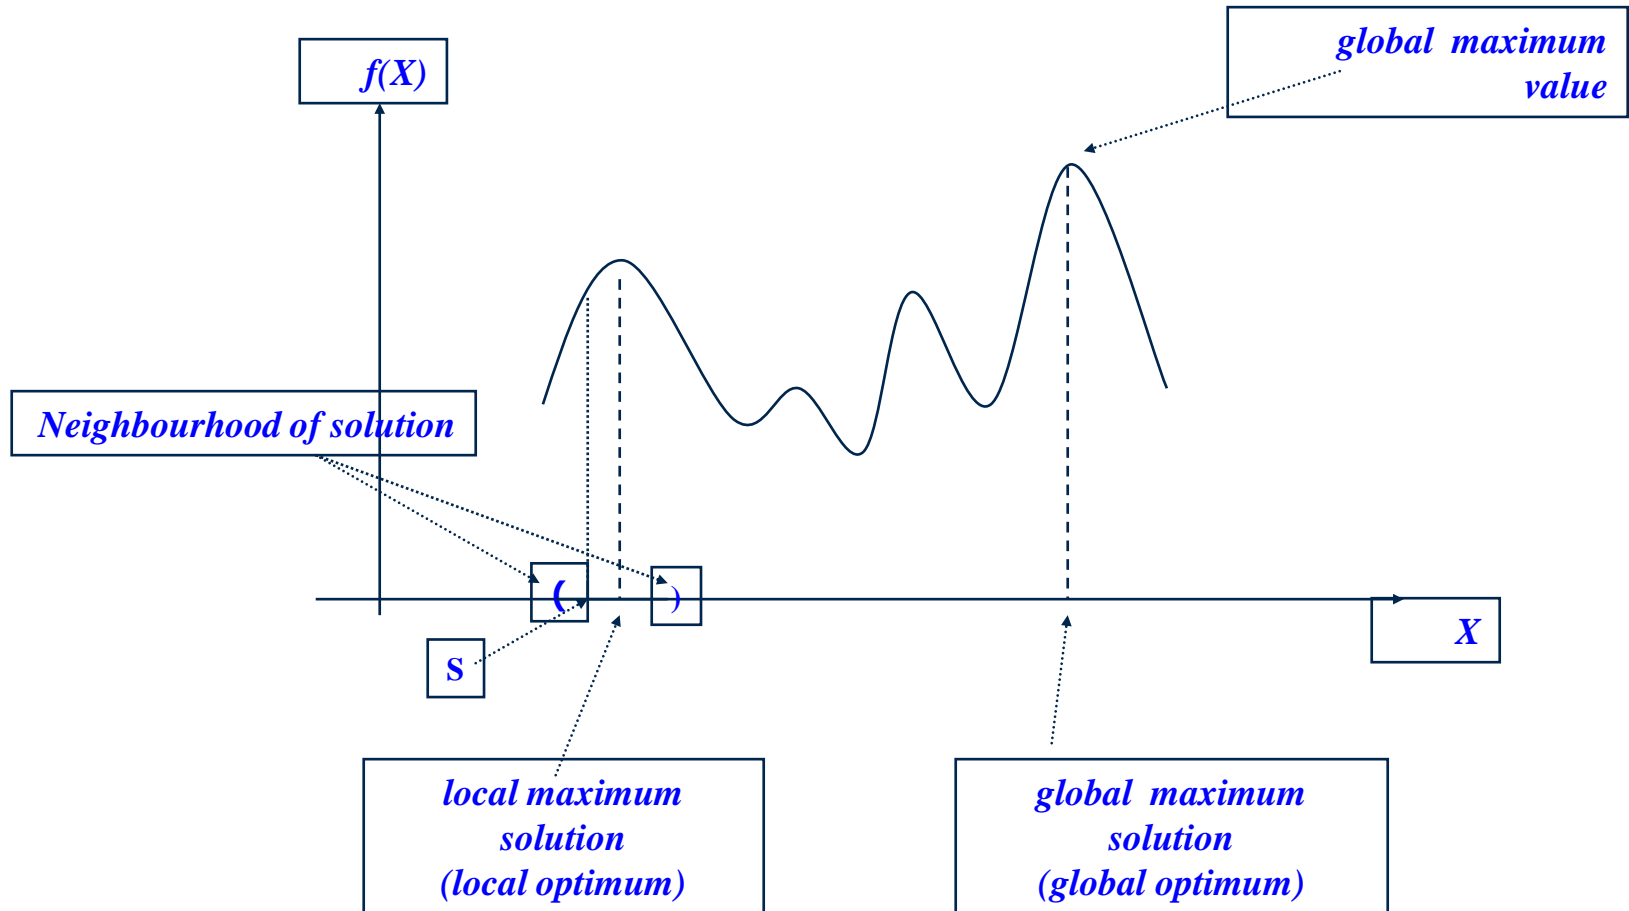 global maximum
value
f(X)
Neighbourhood of solution
( )
X
S
local maximum
solution
(local optimum)
global maximum
solution
(global optimum)